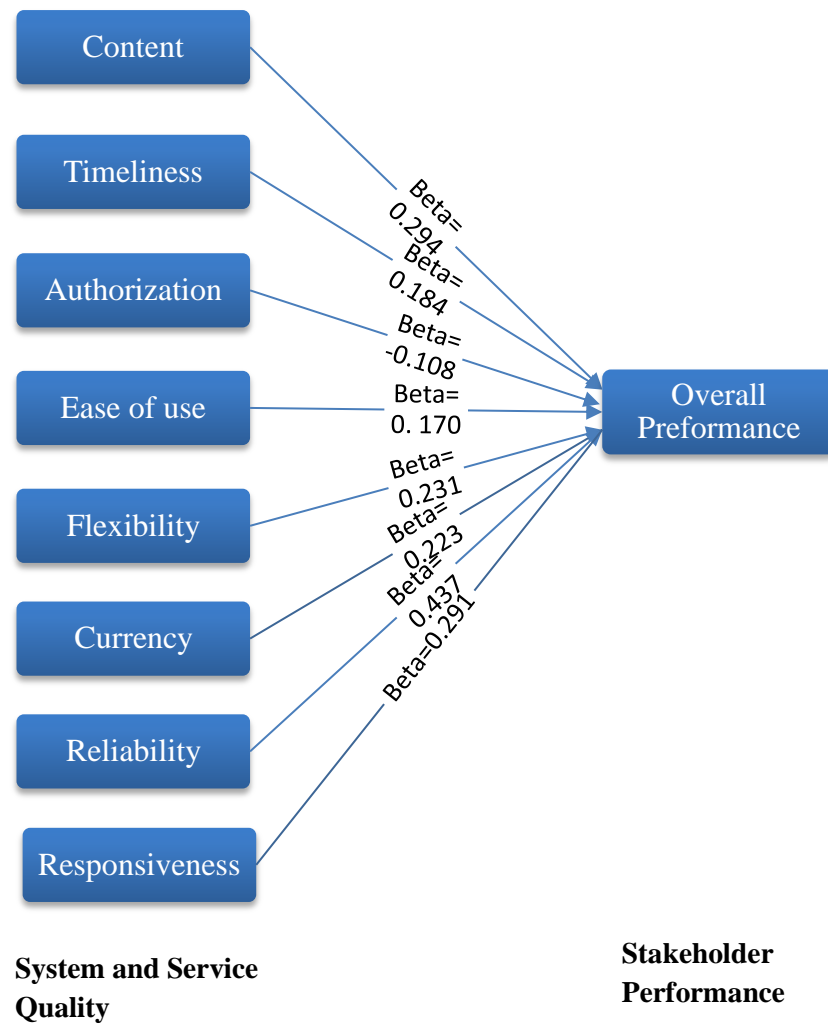 Content
Timeliness
Authorization
Ease of use
Flexibility
Currency
Reliability
Responsiveness
Beta=
0.294
Beta=
0.184
Beta=
-0.108
Beta=
0. 170
Beta=
0.231
Beta=
0.223
Beta=
0.437
Beta=0.291
Overall
Preformance
System and Service
Quality
Stakeholder
Performance